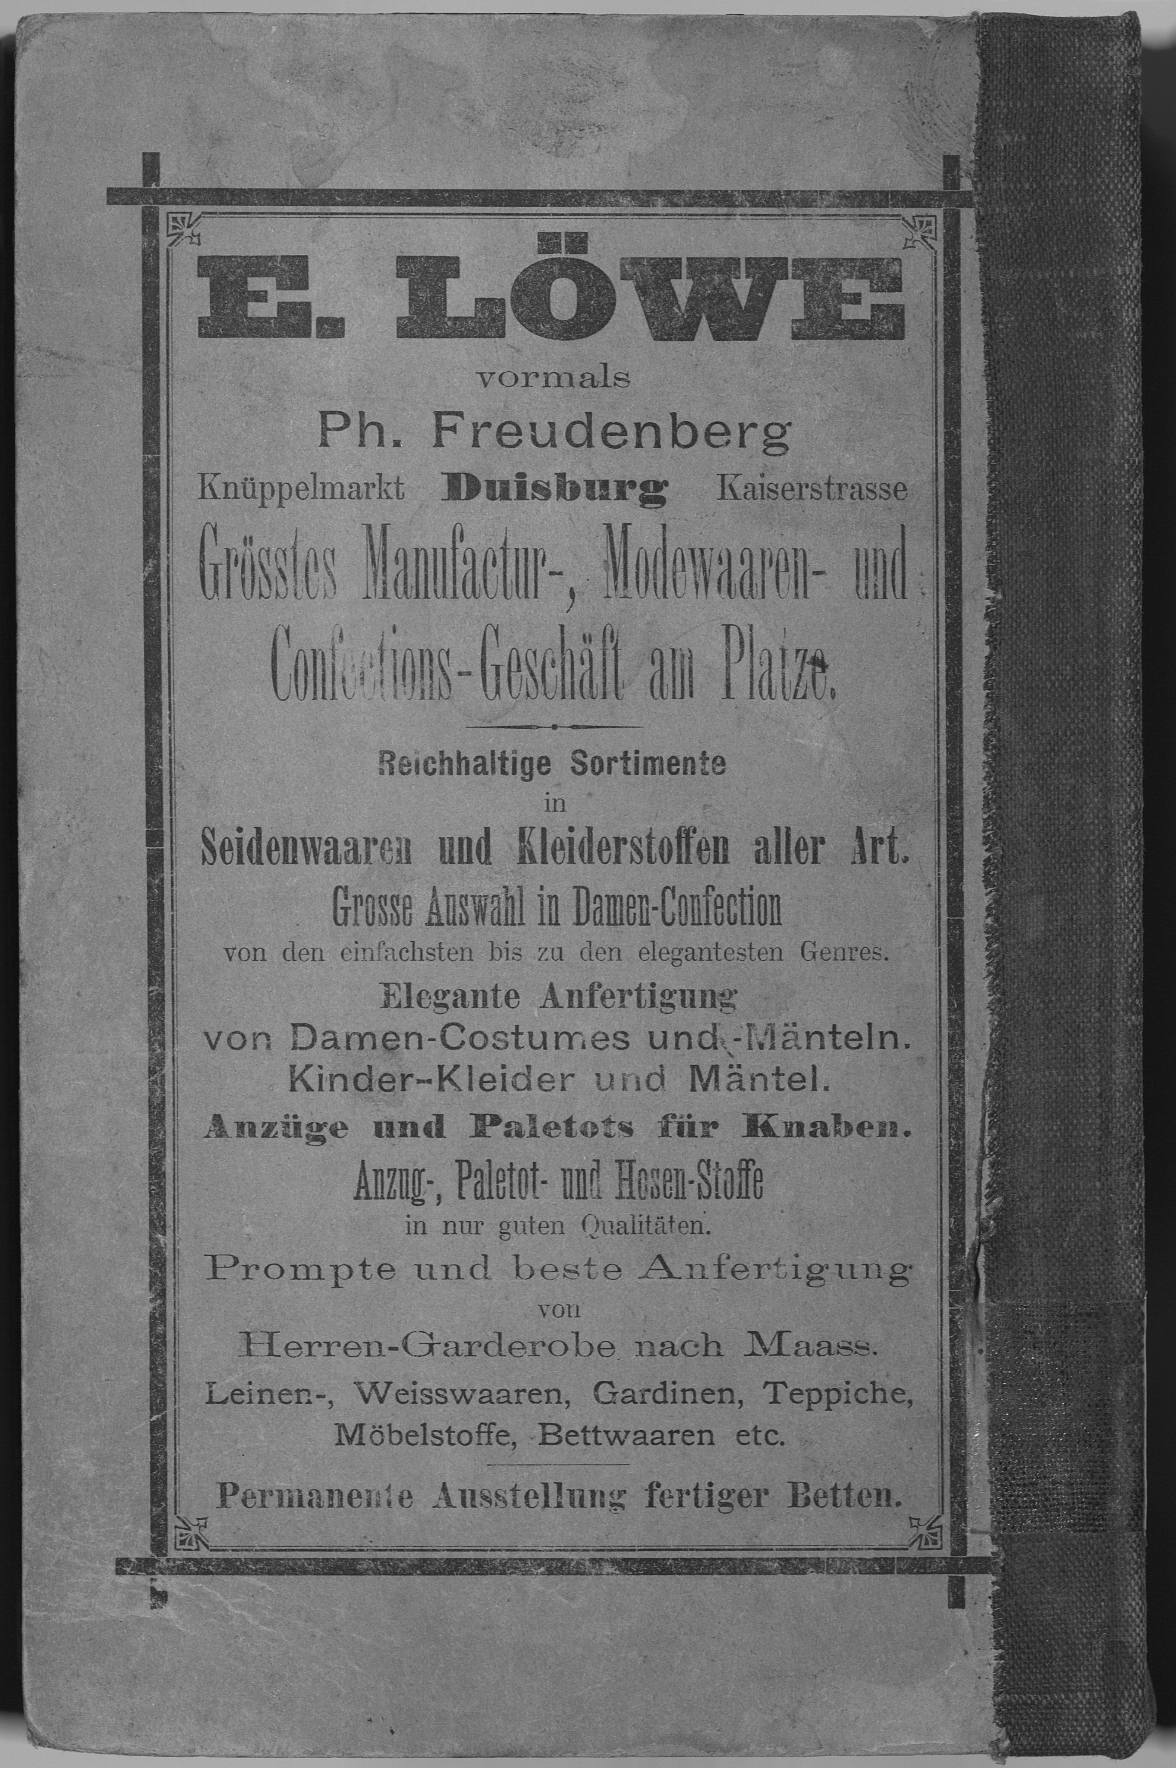 E. LÖWE
vormals
Ph. Freudenberg
Knüppelmarkt Duisburg Kaiserstrasse
Grösstes Manufactur-, Modewaaren- und
Confections-Geschäft am Platze.
Reichhaltige Sortimente
in
Seidenwaaren und Kleiderstoffen aller Art.
Grosse Auswahl in Damen-Confection
von den einfachsten bis zu den elegantesten Genres.
Elegante Anfertigung
von Damen-Costumes und -Mänteln.
Kinder-Kleider und Mäntel.
Anzüge und Paletots für Knaben.
Anzug-, Paletot- und Hosen-Stoffe
in nur guten Qualitäten.
Prompte und beste Anfertigung
von
Herren-Garderobe nach Maass.
Leinen-, Weisswaaren, Gardinen, Teppiche,
Möbelstoffe, Bettwaaren etc.
Permanente Ausstellung fertiger Betten.